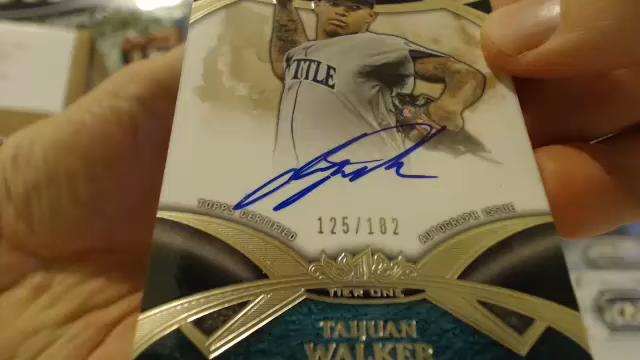 TTLE
TOPPS CERTIFIED
125/182
AUTOGRAPH ISSUE
TIER ONE
TAIJUAN
WALKER